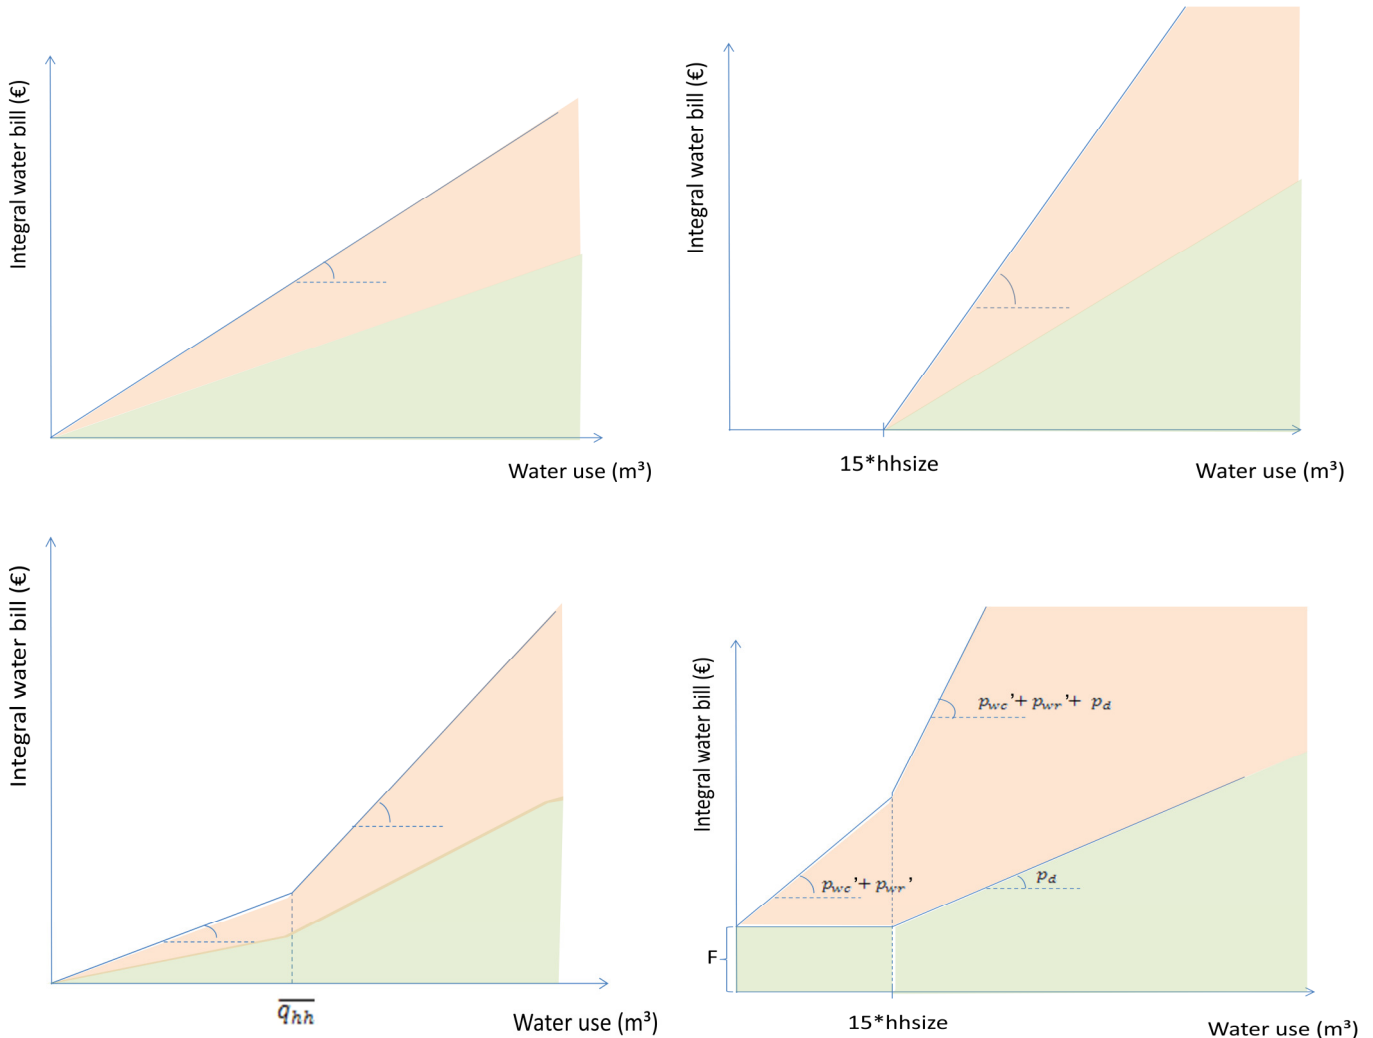 Integral water bill (€)
Water use (m³)
Integral water bill (€)
15*hhsize
Water use (m³)
Integral water bill (€)
q̅h̅h̅
Water use (m³)
Integral water bill (€)
pwc’+ pwr’+ pd
pwc’+ pwr’
pd
F
15*hhsize
Water use (m³)